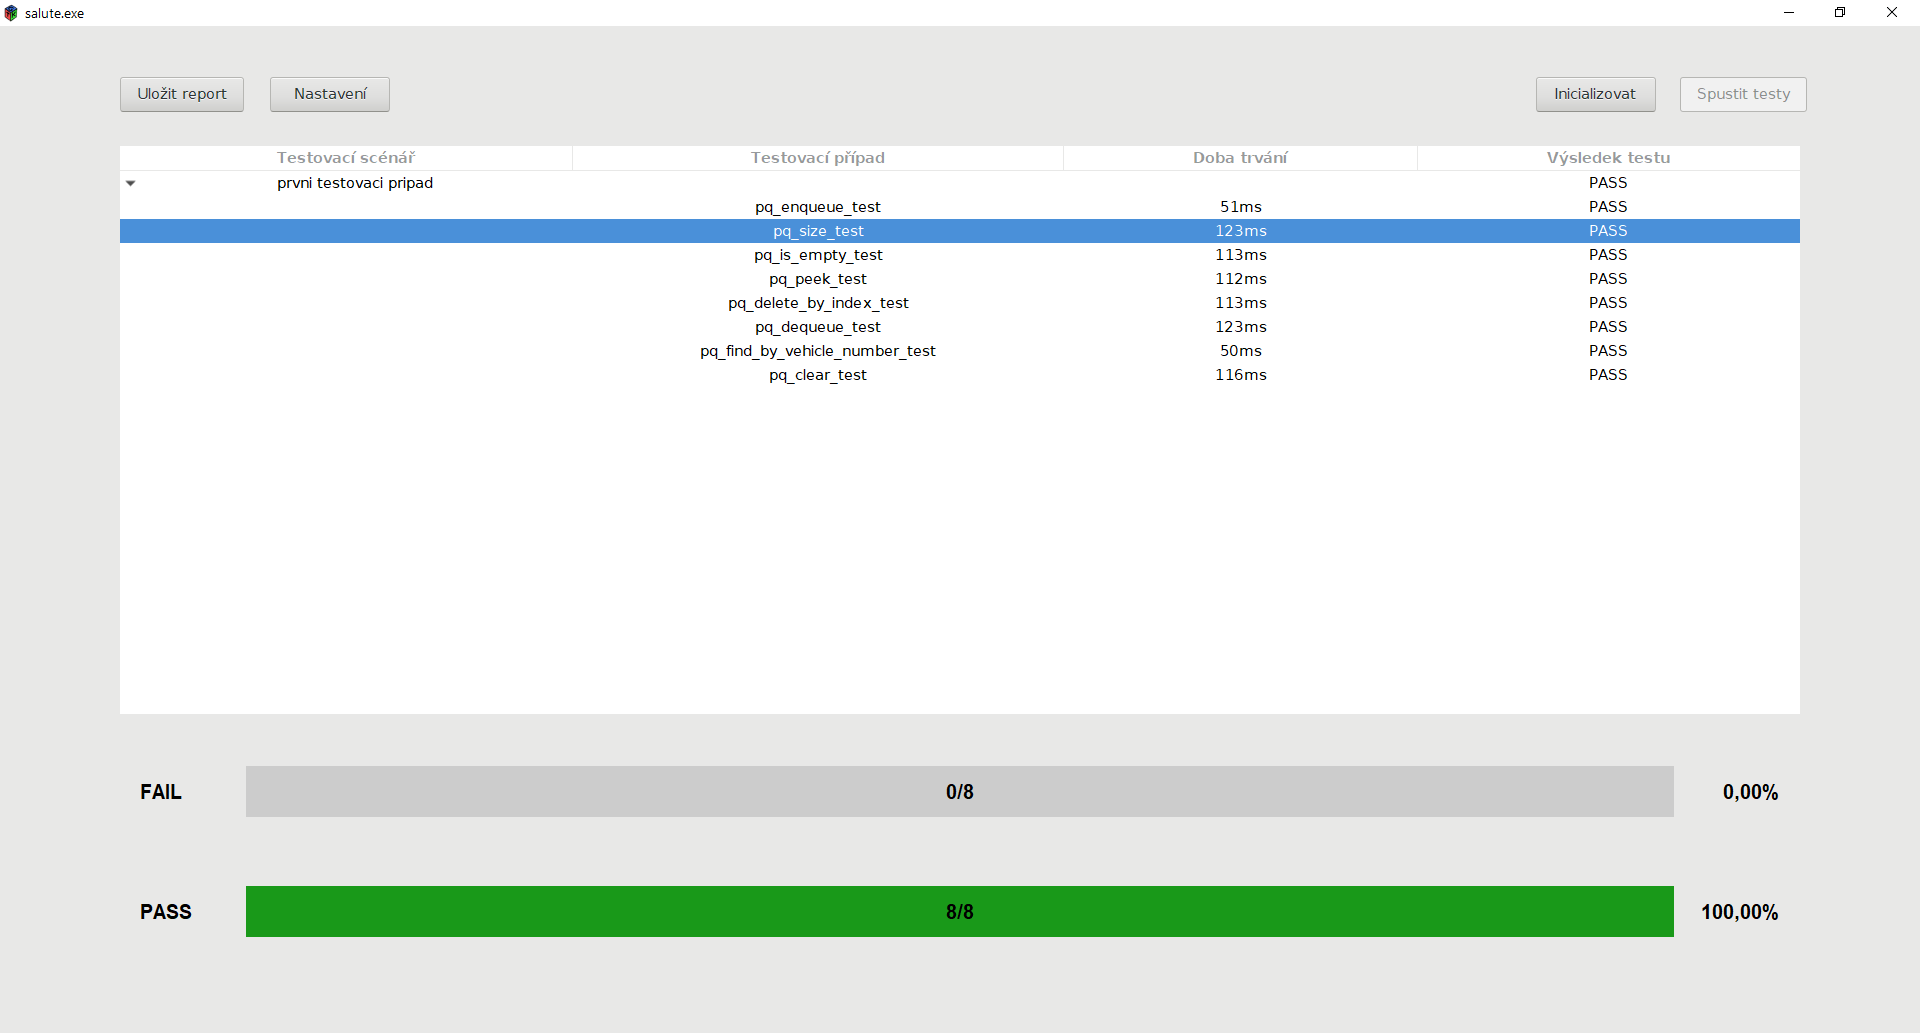 salute.exe
Uložit report Nastavení Inicializovat Spustit testy
Testovací scénář Testovací případ Doba trvání Výsledek testu
prvni testovaci pripad PASS
pq_enqueue_test 51ms PASS
pq_size_test 123ms PASS
pq_is_empty_test 113ms PASS
pq_peek_test 112ms PASS
pq_delete_by_index_test 113ms PASS
pq_dequeue_test 123ms PASS
pq_find_by_vehicle_number_test 50ms PASS
pq_clear_test 116ms PASS
FAIL 0/8 0,00%
PASS 8/8 100,00%